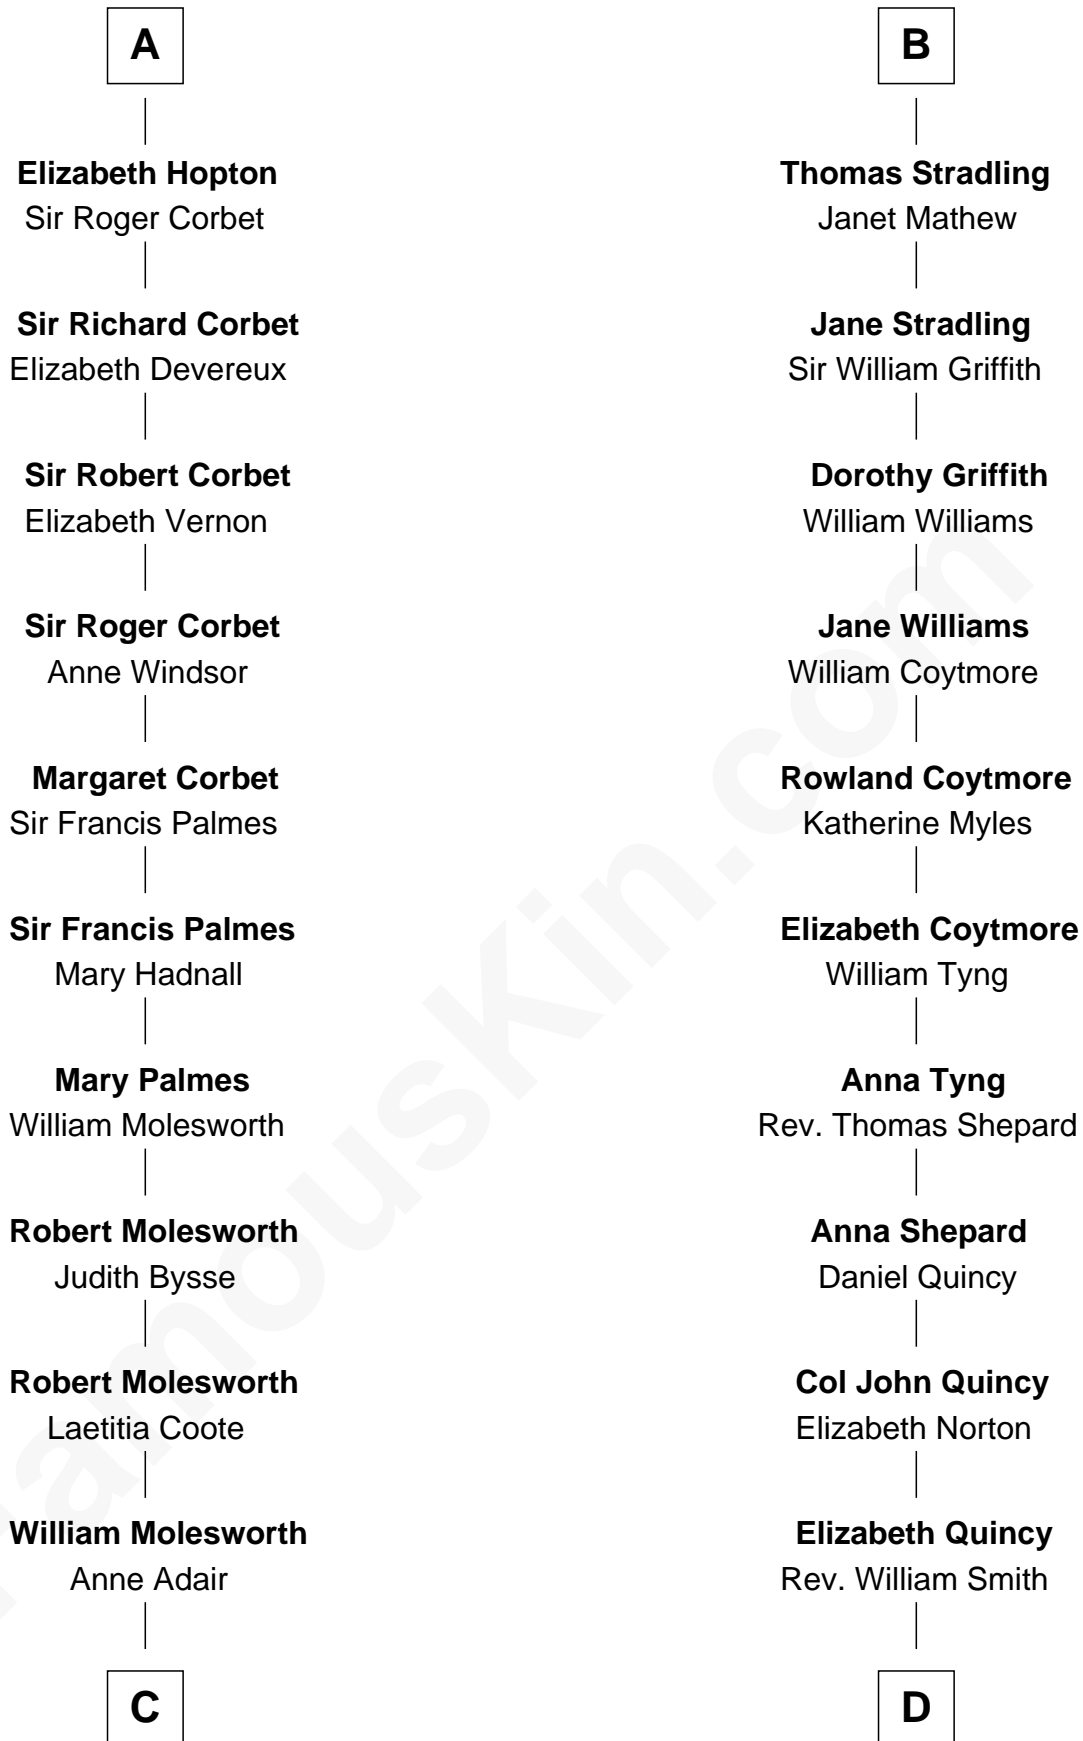 A
Elizabeth Hopton
Sir Roger Corbet
Sir Richard Corbet
Elizabeth Devereux
Sir Robert Corbet
Elizabeth Vernon
Sir Roger Corbet
Anne Windsor
Margaret Corbet
Sir Francis Palmes
Sir Francis Palmes
Mary Hadnall
Mary Palmes
William Molesworth
Robert Molesworth
Judith Bysse
Robert Molesworth
Laetitia Coote
William Molesworth
Anne Adair
C
B
Thomas Stradling
Janet Mathew
Jane Stradling
Sir William Griffith
Dorothy Griffith
William Williams
Jane Williams
William Coytmore
Rowland Coytmore
Katherine Myles
Elizabeth Coytmore
William Tyng
Anna Tyng
Rev. Thomas Shepard
Anna Shepard
Daniel Quincy
Col John Quincy
Elizabeth Norton
Elizabeth Quincy
Rev. William Smith
D
FamousKin.com